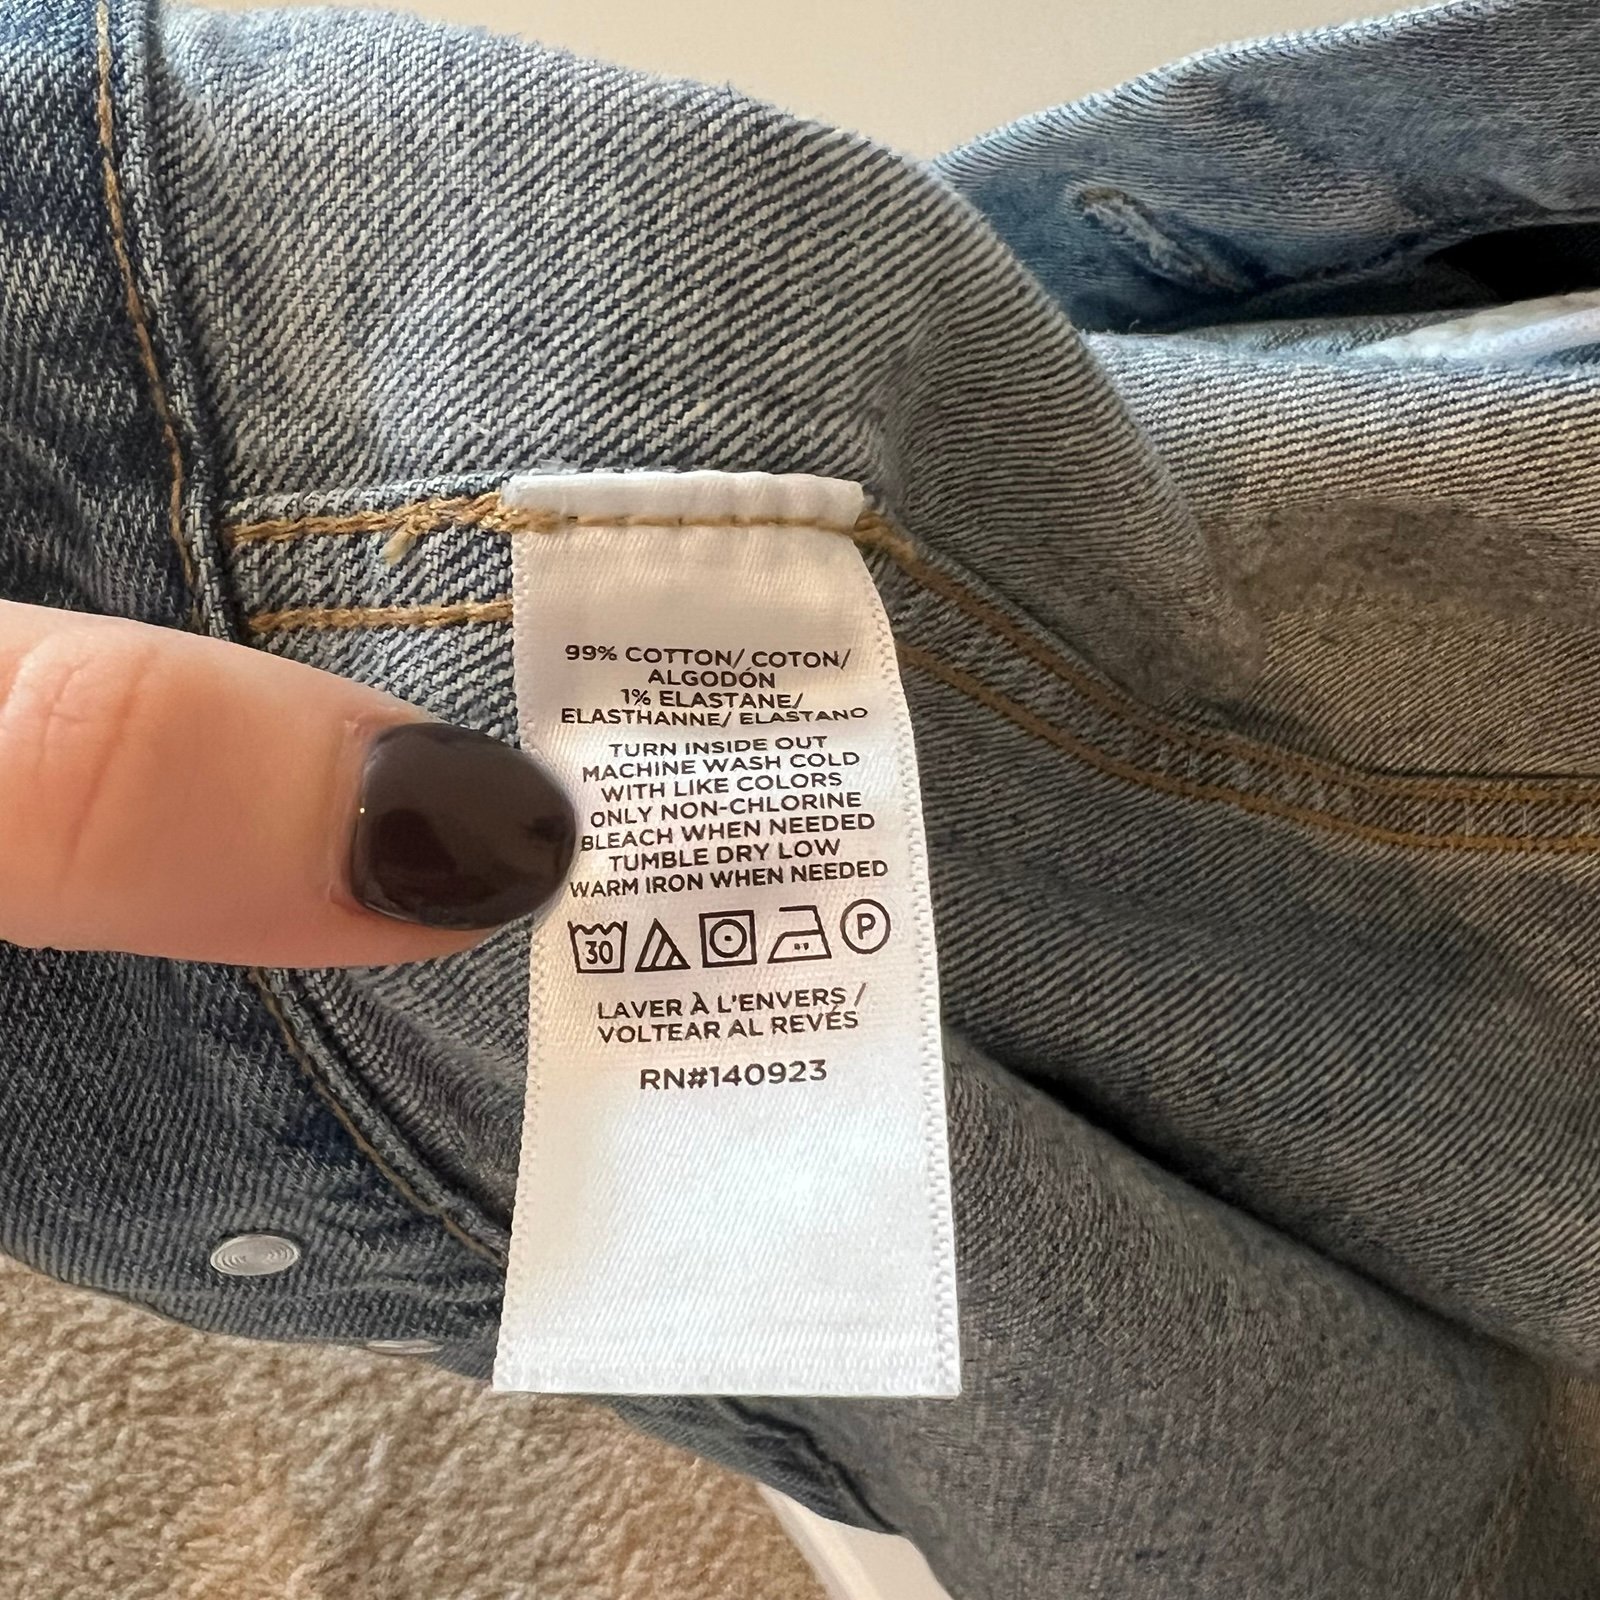 99% COTTON/ COTON/
ALGODÓN
1% ELASTANE/
ELASTHANNE/ ELASTANO
TURN INSIDE OUT
MACHINE WASH COLD
WITH LIKE COLORS
ONLY NON-CHLORINE
BLEACH WHEN NEEDED
TUMBLE DRY LOW
WARM IRON WHEN NEEDED
30 P
LAVER À L'ENVERS /
VOLTEAR AL REVÉS
RN#140923